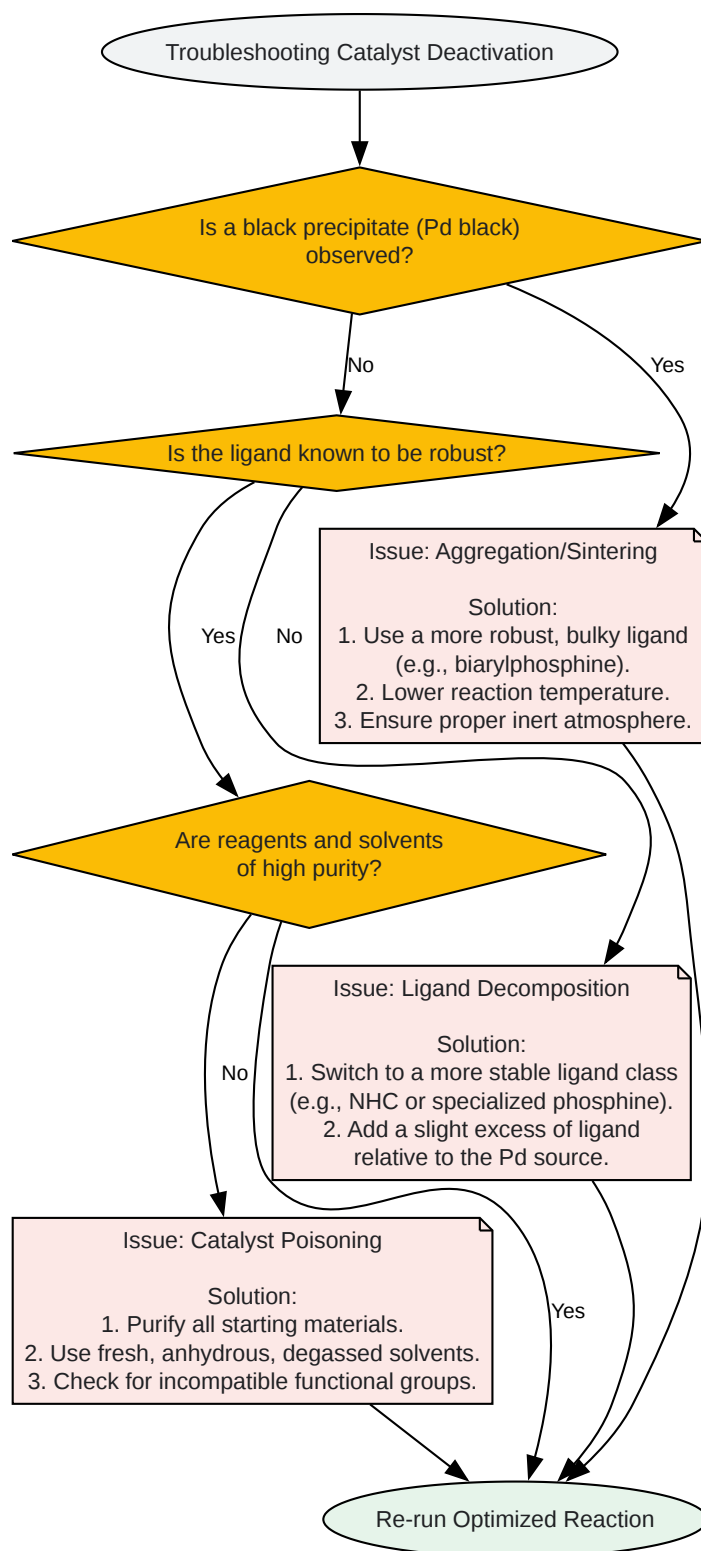 Troubleshooting Catalyst Deactivation
Is a black precipitate (Pd black)
observed?
No
Yes
Is the ligand known to be robust?
Issue: Aggregation/Sintering
Solution:
1. Use a more robust, bulky ligand
(e.g., biarylphosphine).
2. Lower reaction temperature.
3. Ensure proper inert atmosphere.
Yes
No
Are reagents and solvents
of high purity?
Issue: Ligand Decomposition
Solution:
1. Switch to a more stable ligand class
(e.g., NHC or specialized phosphine).
2. Add a slight excess of ligand
relative to the Pd source.
No
Issue: Catalyst Poisoning
Solution:
1. Purify all starting materials.
2. Use fresh, anhydrous, degassed solvents.
3. Check for incompatible functional groups.
Yes
Re-run Optimized Reaction